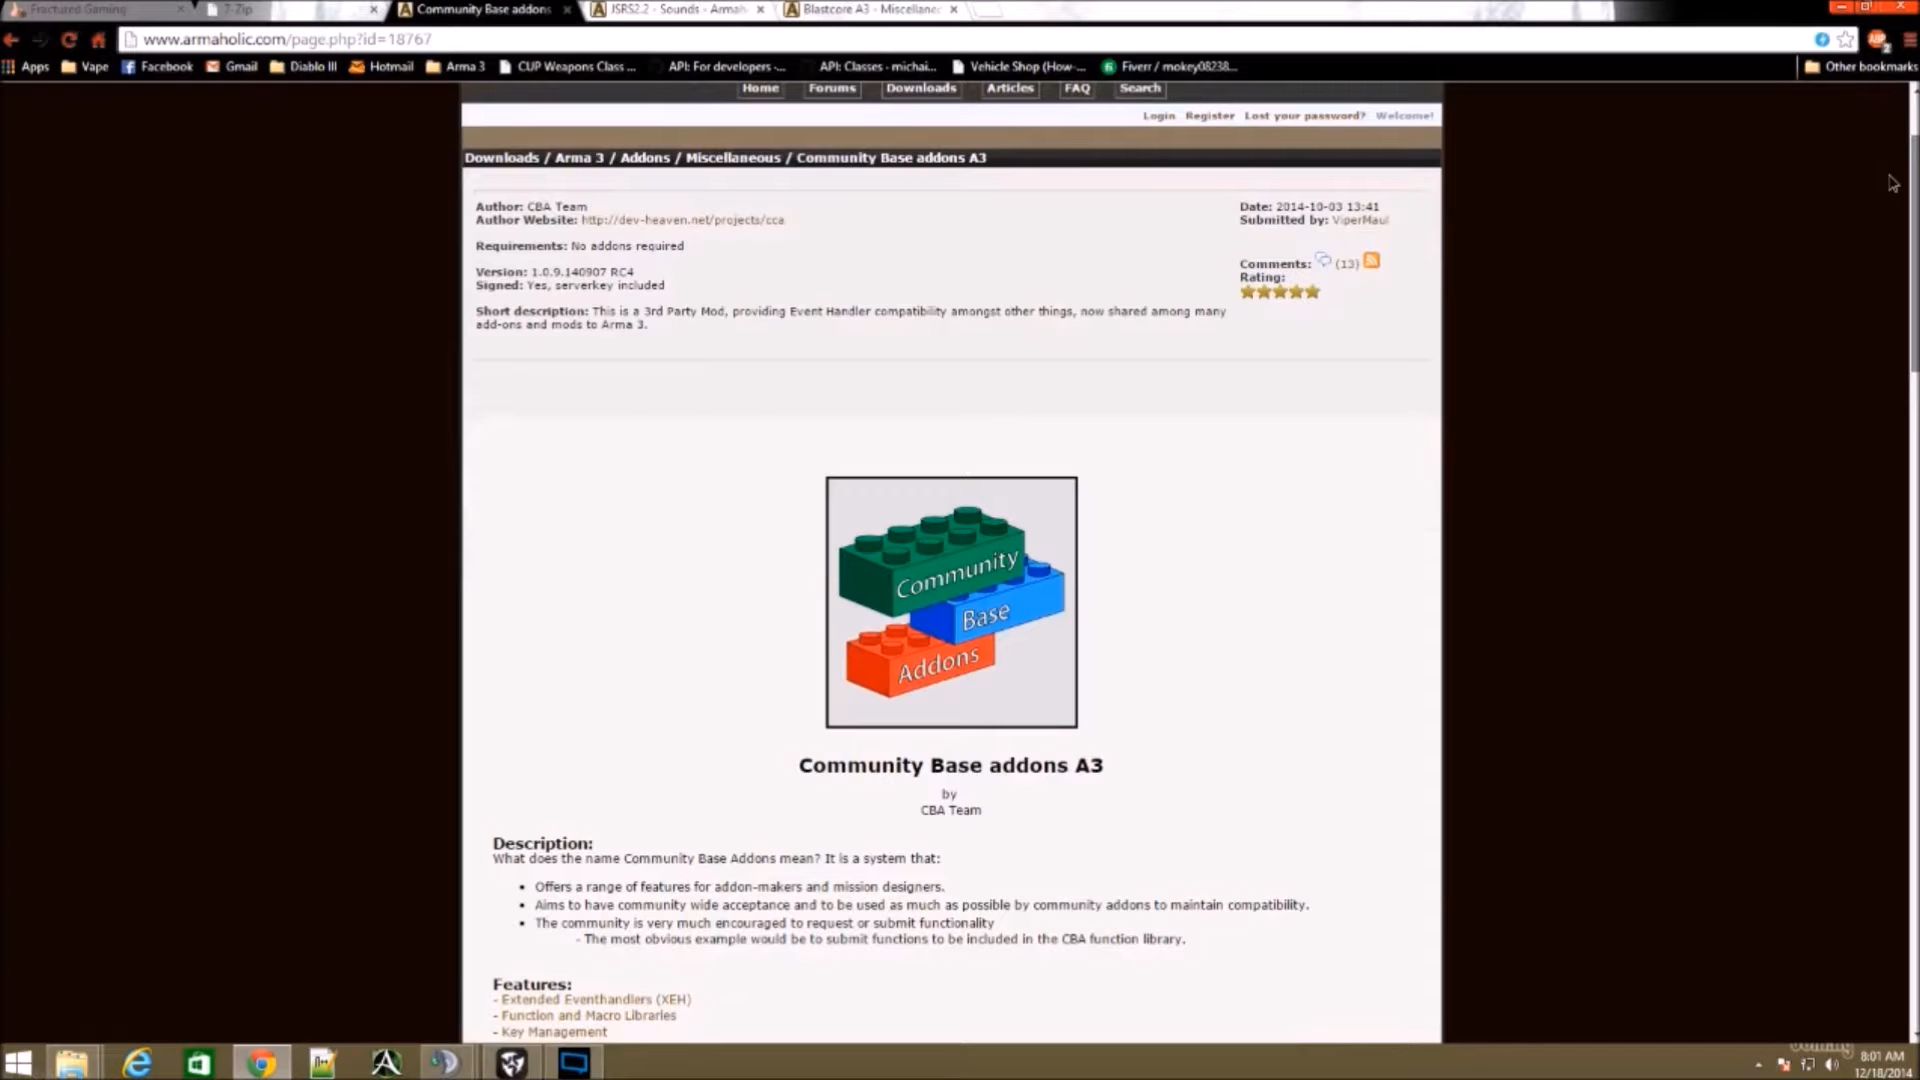 Fractured Gaming
7-Zip
Community Base addons
JSRS2.2 - Sounds - Armah
Blastcore A3 - Miscellanec
www.armaholic.com/page.php?id=18767
Apps
Vape
Facebook
Gmail
Diablo III
Hotmail
Arma 3
CUP Weapons Class ...
API: For developers -...
API: Classes - michai...
Vehicle Shop (How-...
Fiverr / mokey08238...
Other bookmarks
Home
Forums
Downloads
Articles
FAQ
Search
Login Register Lost your password? Welcome!
Downloads / Arma 3 / Addons / Miscellaneous / Community Base addons A3
Author: CBA Team
Author Website: http://dev-heaven.net/projects/cca
Date: 2014-10-03 13:41
Submitted by: ViperMaul
Requirements: No addons required
Version: 1.0.9.140907 RC4
Signed: Yes, serverkey included
Comments: (13)
Rating:
Short description: This is a 3rd Party Mod, providing Event Handler compatibility amongst other things, now shared among many
add-ons and mods to Arma 3.
Community
Base
Addons
Community Base addons A3
by
CBA Team
Description:
What does the name Community Base Addons mean? It is a system that:
• Offers a range of features for addon-makers and mission designers.
• Aims to have community wide acceptance and to be used as much as possible by community addons to maintain compatibility.
• The community is very much encouraged to request or submit functionality
- The most obvious example would be to submit functions to be included in the CBA function library.
Features:
- Extended Eventhandlers (XEH)
- Function and Macro Libraries
- Key Management
8:01 AM
12/18/2014